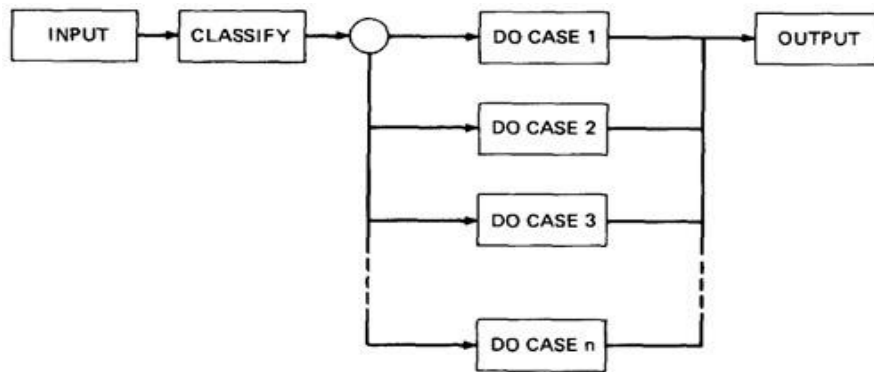 INPUT
CLASSIFY
DO CASE 1
OUTPUT
DO CASE 2
DO CASE 3
DO CASE n